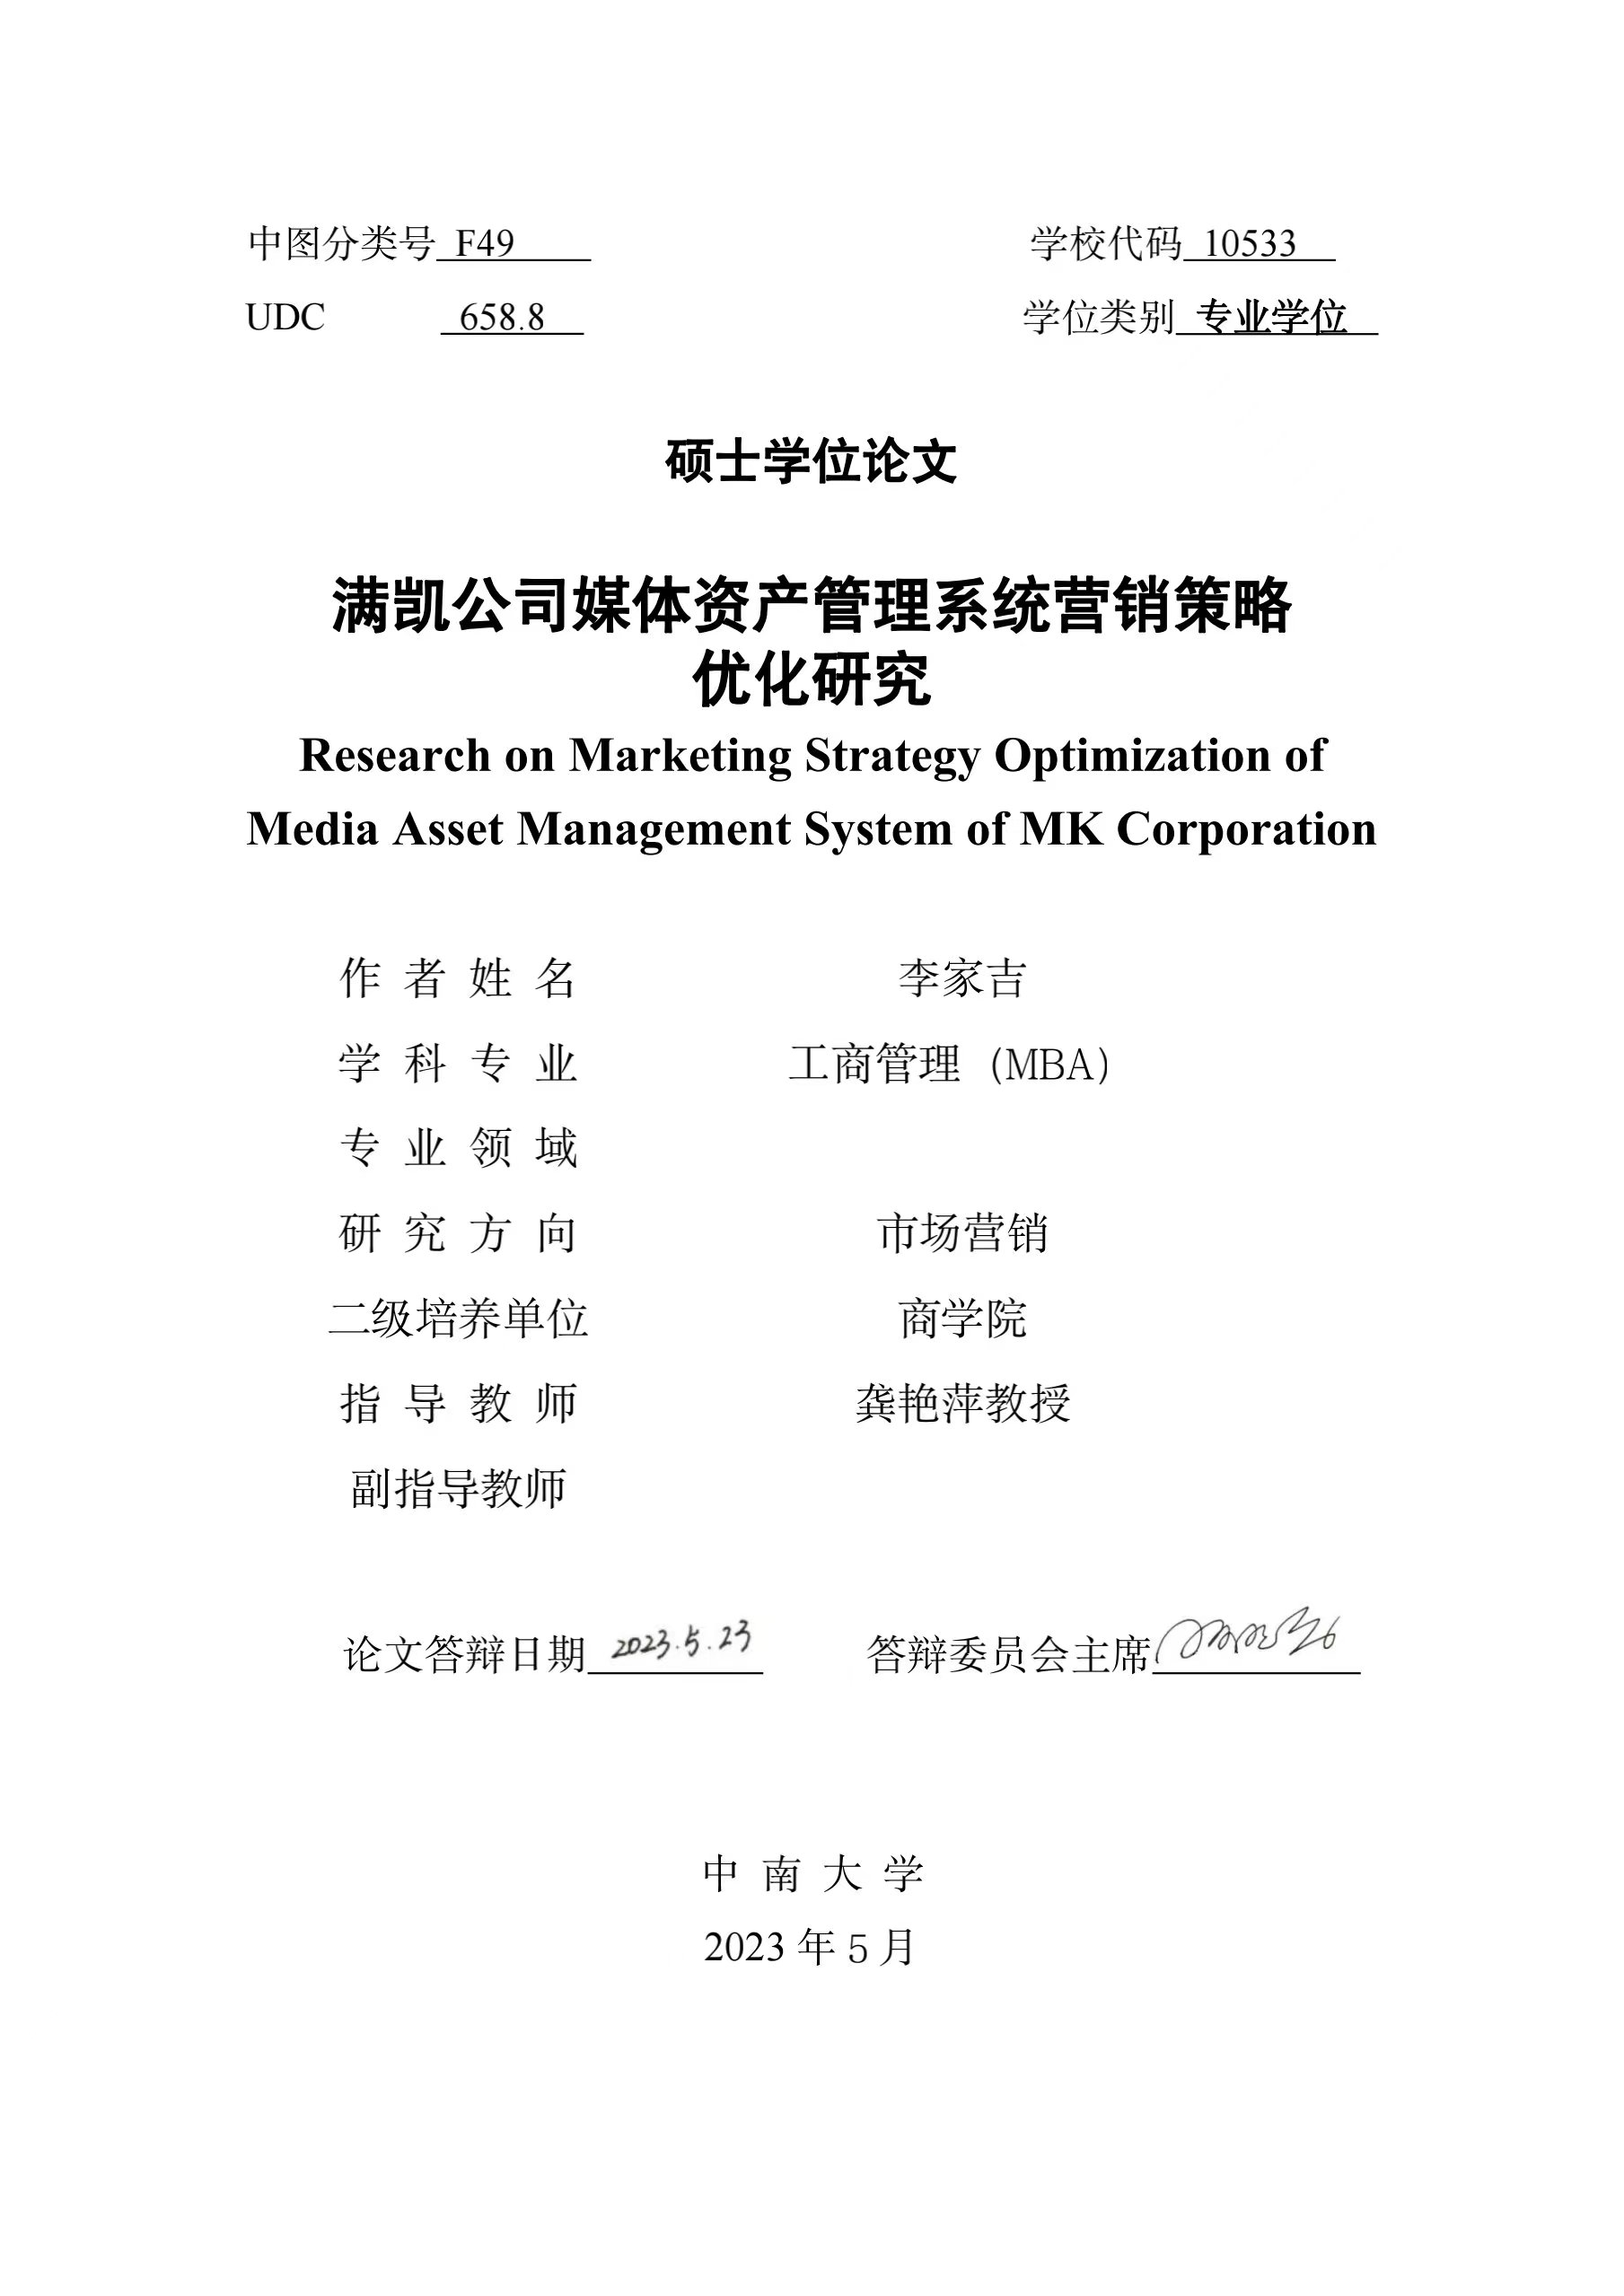 中图分类号 F49 学校代码 10533
UDC 658.8 学位类别 专业学位
硕士学位论文
满凯公司媒体资产管理系统营销策略
优化研究
Research on Marketing Strategy Optimization of
Media Asset Management System of MK Corporation
作者姓名 李家吉
学科专业 工商管理（MBA）
专业领域
研究方向 市场营销
二级培养单位 商学院
指导教师 龚艳萍教授
副指导教师
论文答辩日期 2023.5.23 答辩委员会主席
中南大学
2023 年 5 月